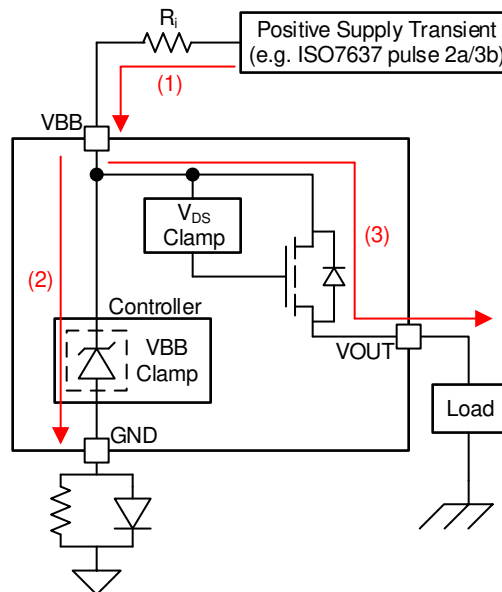 Ri
Positive Supply Transient
(e.g. ISO7637 pulse 2a/3b)
(1)
VBB
VDS
Clamp
(3)
(2)
Controller
VBB
Clamp
VOUT
GND
Load